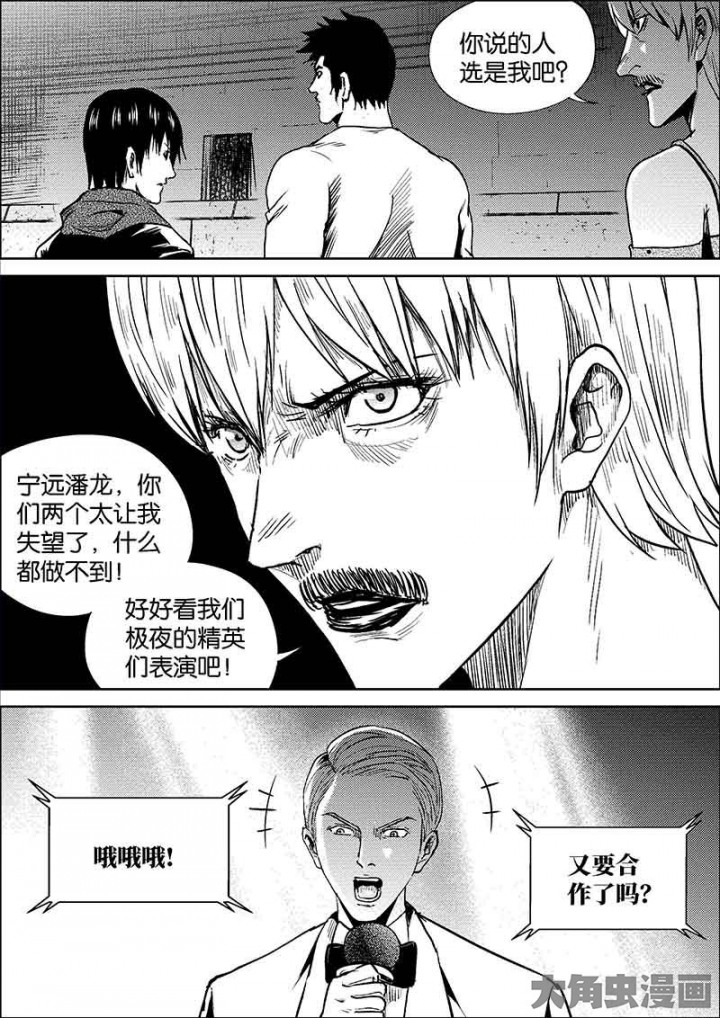 你说的人
选是我吧？
宁远潘龙，你
们两个太让我
失望了，什么
都做不到！
好好看我们
极夜的精英
们表演吧！
哦哦哦！
又要合
作了吗？
大角虫漫画